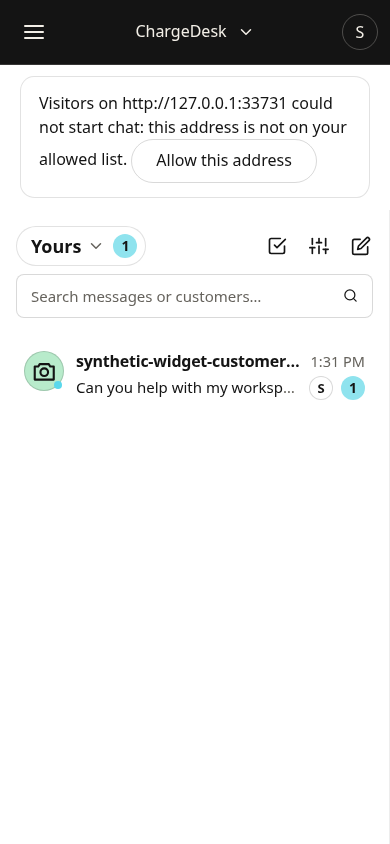 ChargeDesk
S
Visitors on http://127.0.0.1:33731 could
not start chat: this address is not on your
allowed list. Allow this address
Yours 1
Search messages or customers...
synthetic-widget-customer... 1:31 PM
Can you help with my worksp... S 1